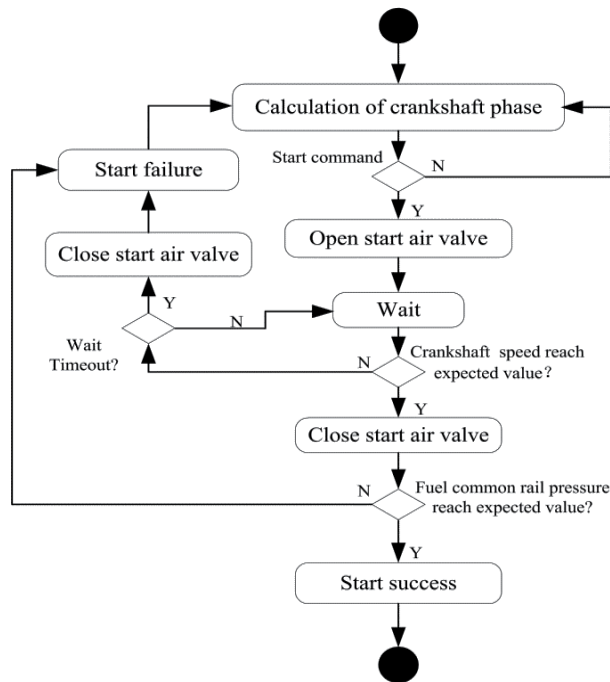 Calculation of crankshaft phase
Start command
N
Start failure
Y
Close start air valve
Open start air valve
Y
N
Wait
Wait
Timeout?
N
Crankshaft speed reach
expected value?
Y
Close start air valve
N
Fuel common rail pressure
reach expected value?
Y
Start success